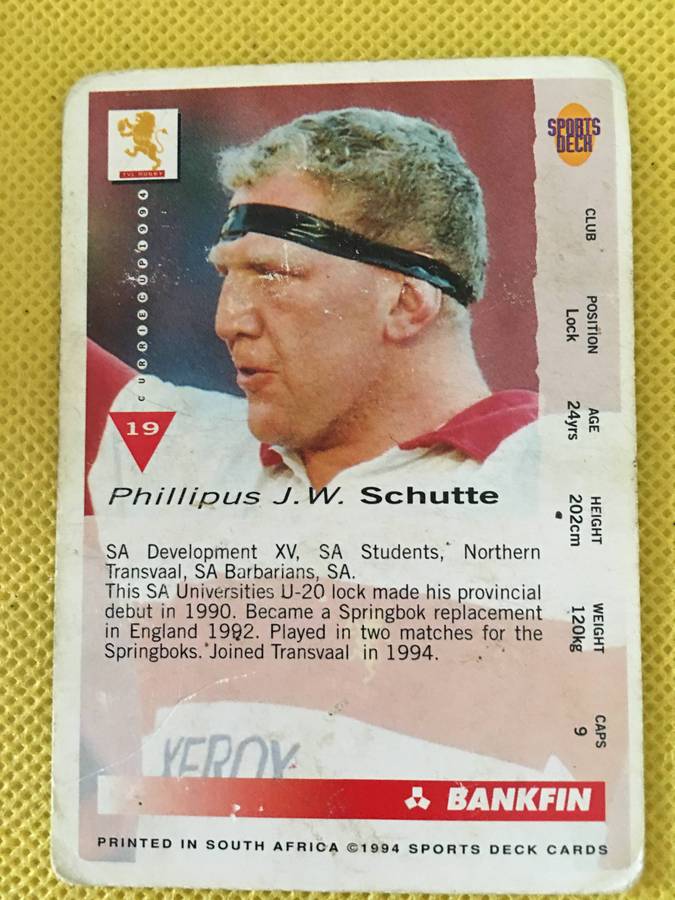 TVL RUGBY
SPORTS
DECK
CURRIECUP1994
CLUB
POSITION
Lock
AGE
24yrs
HEIGHT
202cm
WEIGHT
120kg
CAPS
9
19
Phillipus J.W. Schutte
SA Development XV, SA Students, Northern
Transvaal, SA Barbarians, SA.
This SA Universities U-20 lock made his provincial
debut in 1990. Became a Springbok replacement
in England 1992. Played in two matches for the
Springboks. Joined Transvaal in 1994.
XEROX
BANKFIN
PRINTED IN SOUTH AFRICA ©1994 SPORTS DECK CARDS